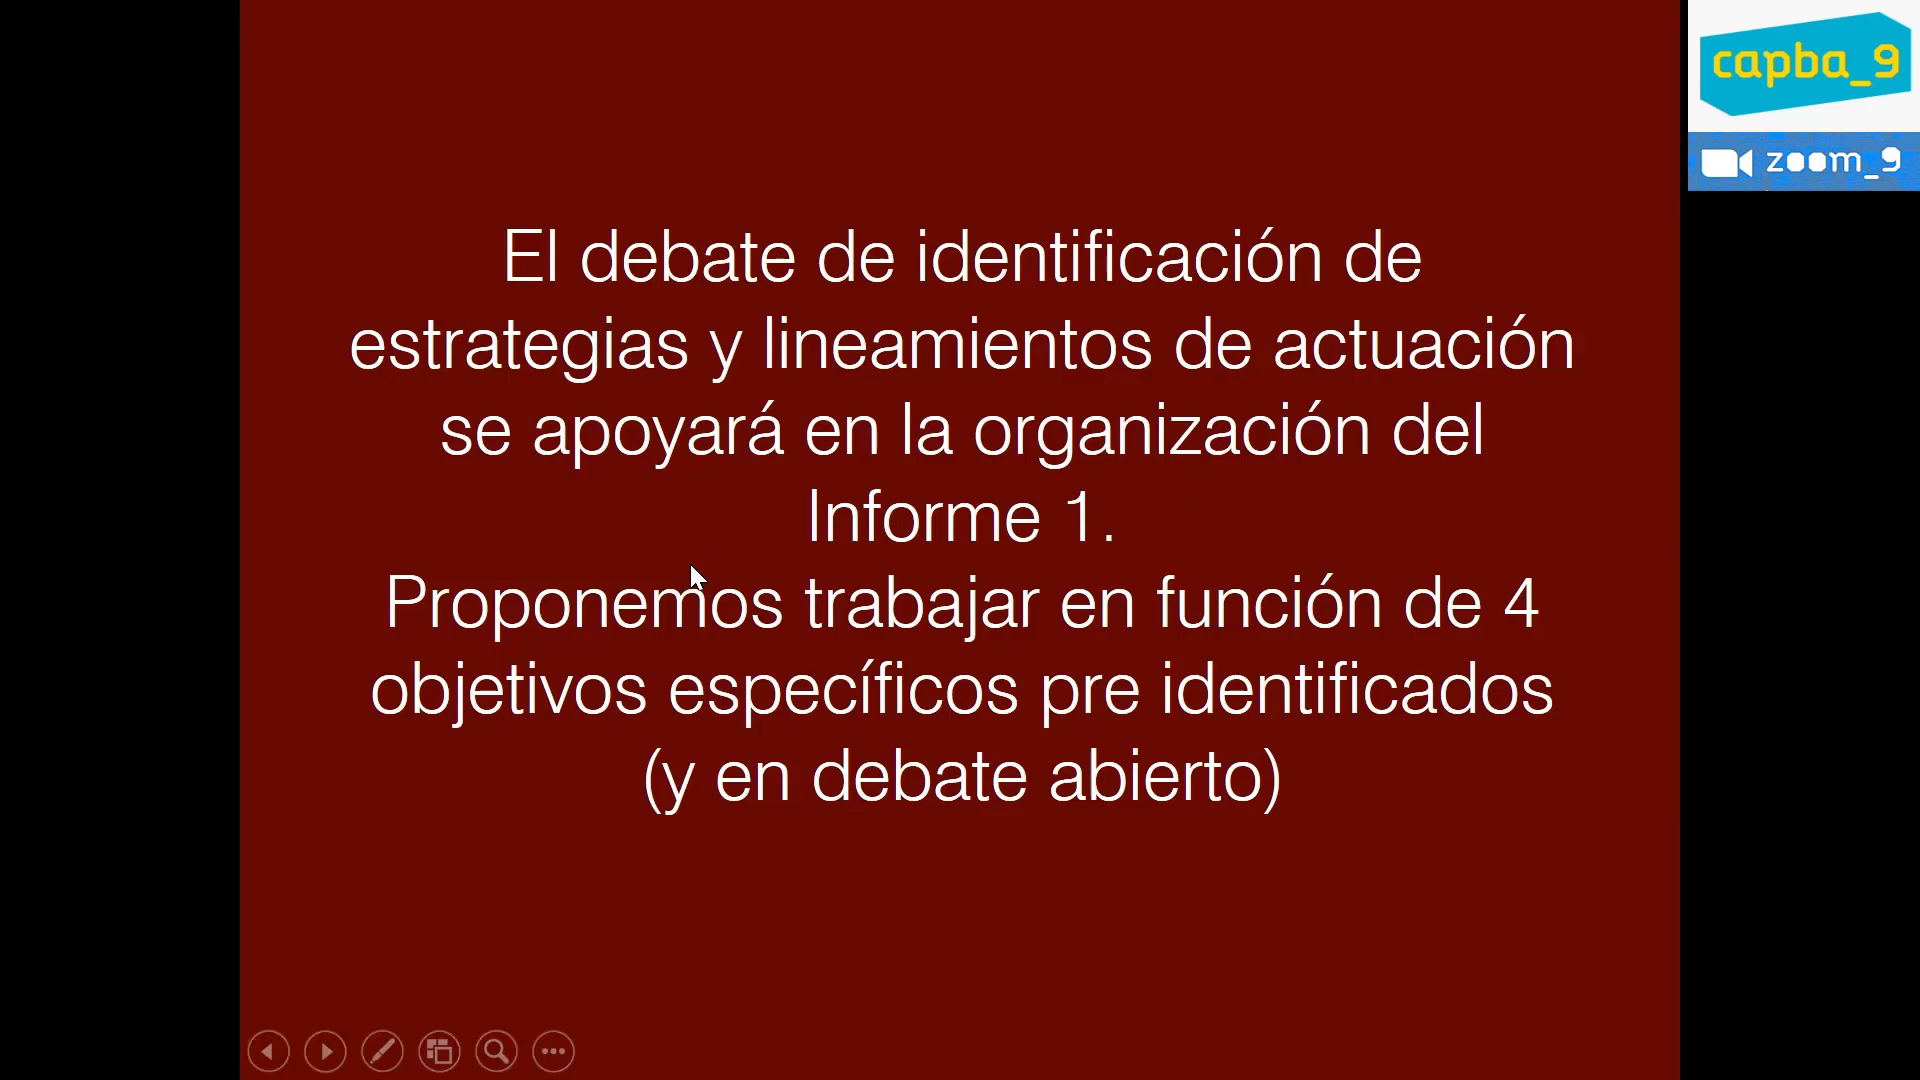 capba_9
zoom_9
El debate de identificación de
estrategias y lineamientos de actuación
se apoyará en la organización del
Informe 1.
Proponemos trabajar en función de 4
objetivos específicos pre identificados
(y en debate abierto)